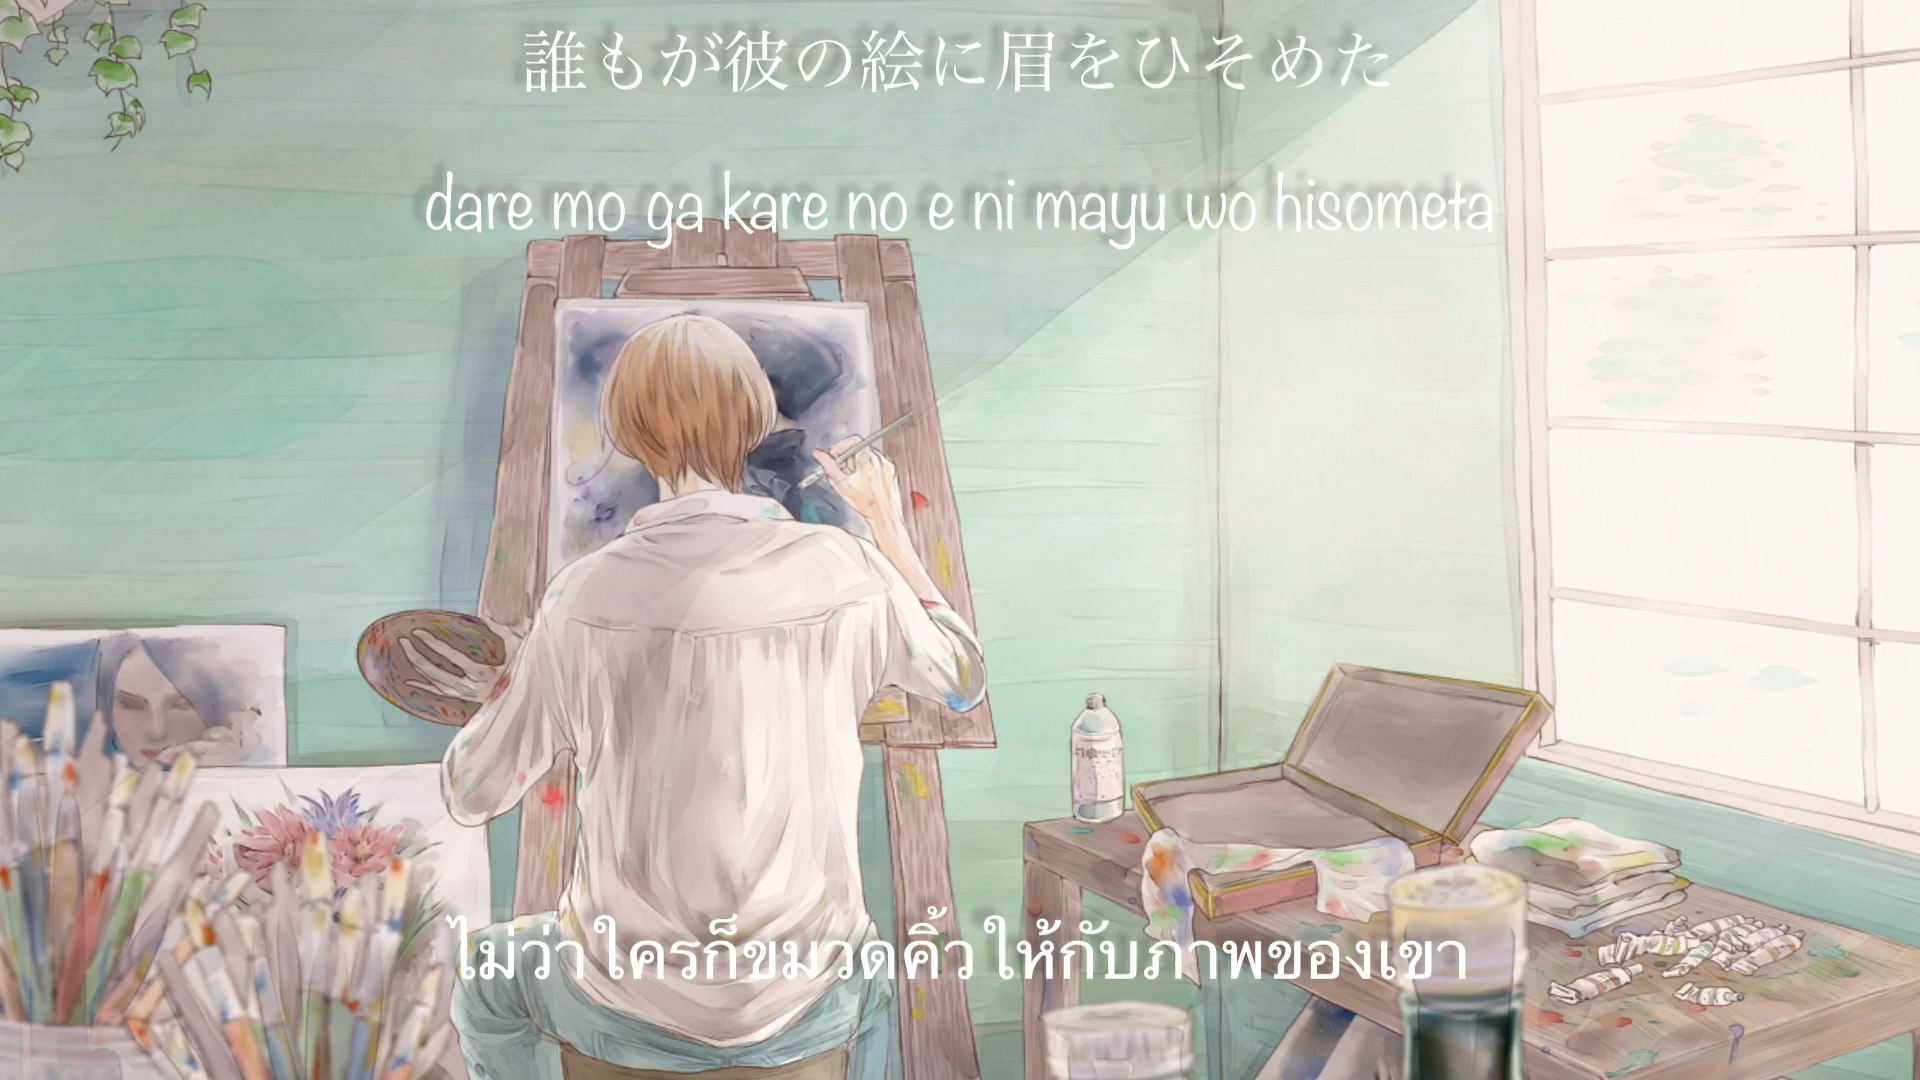 誰もが彼の絵に眉をひそめた
dare mo ga kare no e ni mayu wo hisometa
ไม่ว่าใครก็ขมวดคิ้วให้กับภาพของเขา